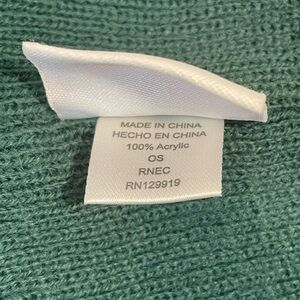 MADE IN CHINA
HECHO EN CHINA
100% Acrylic
OS
RNEC
RN129919